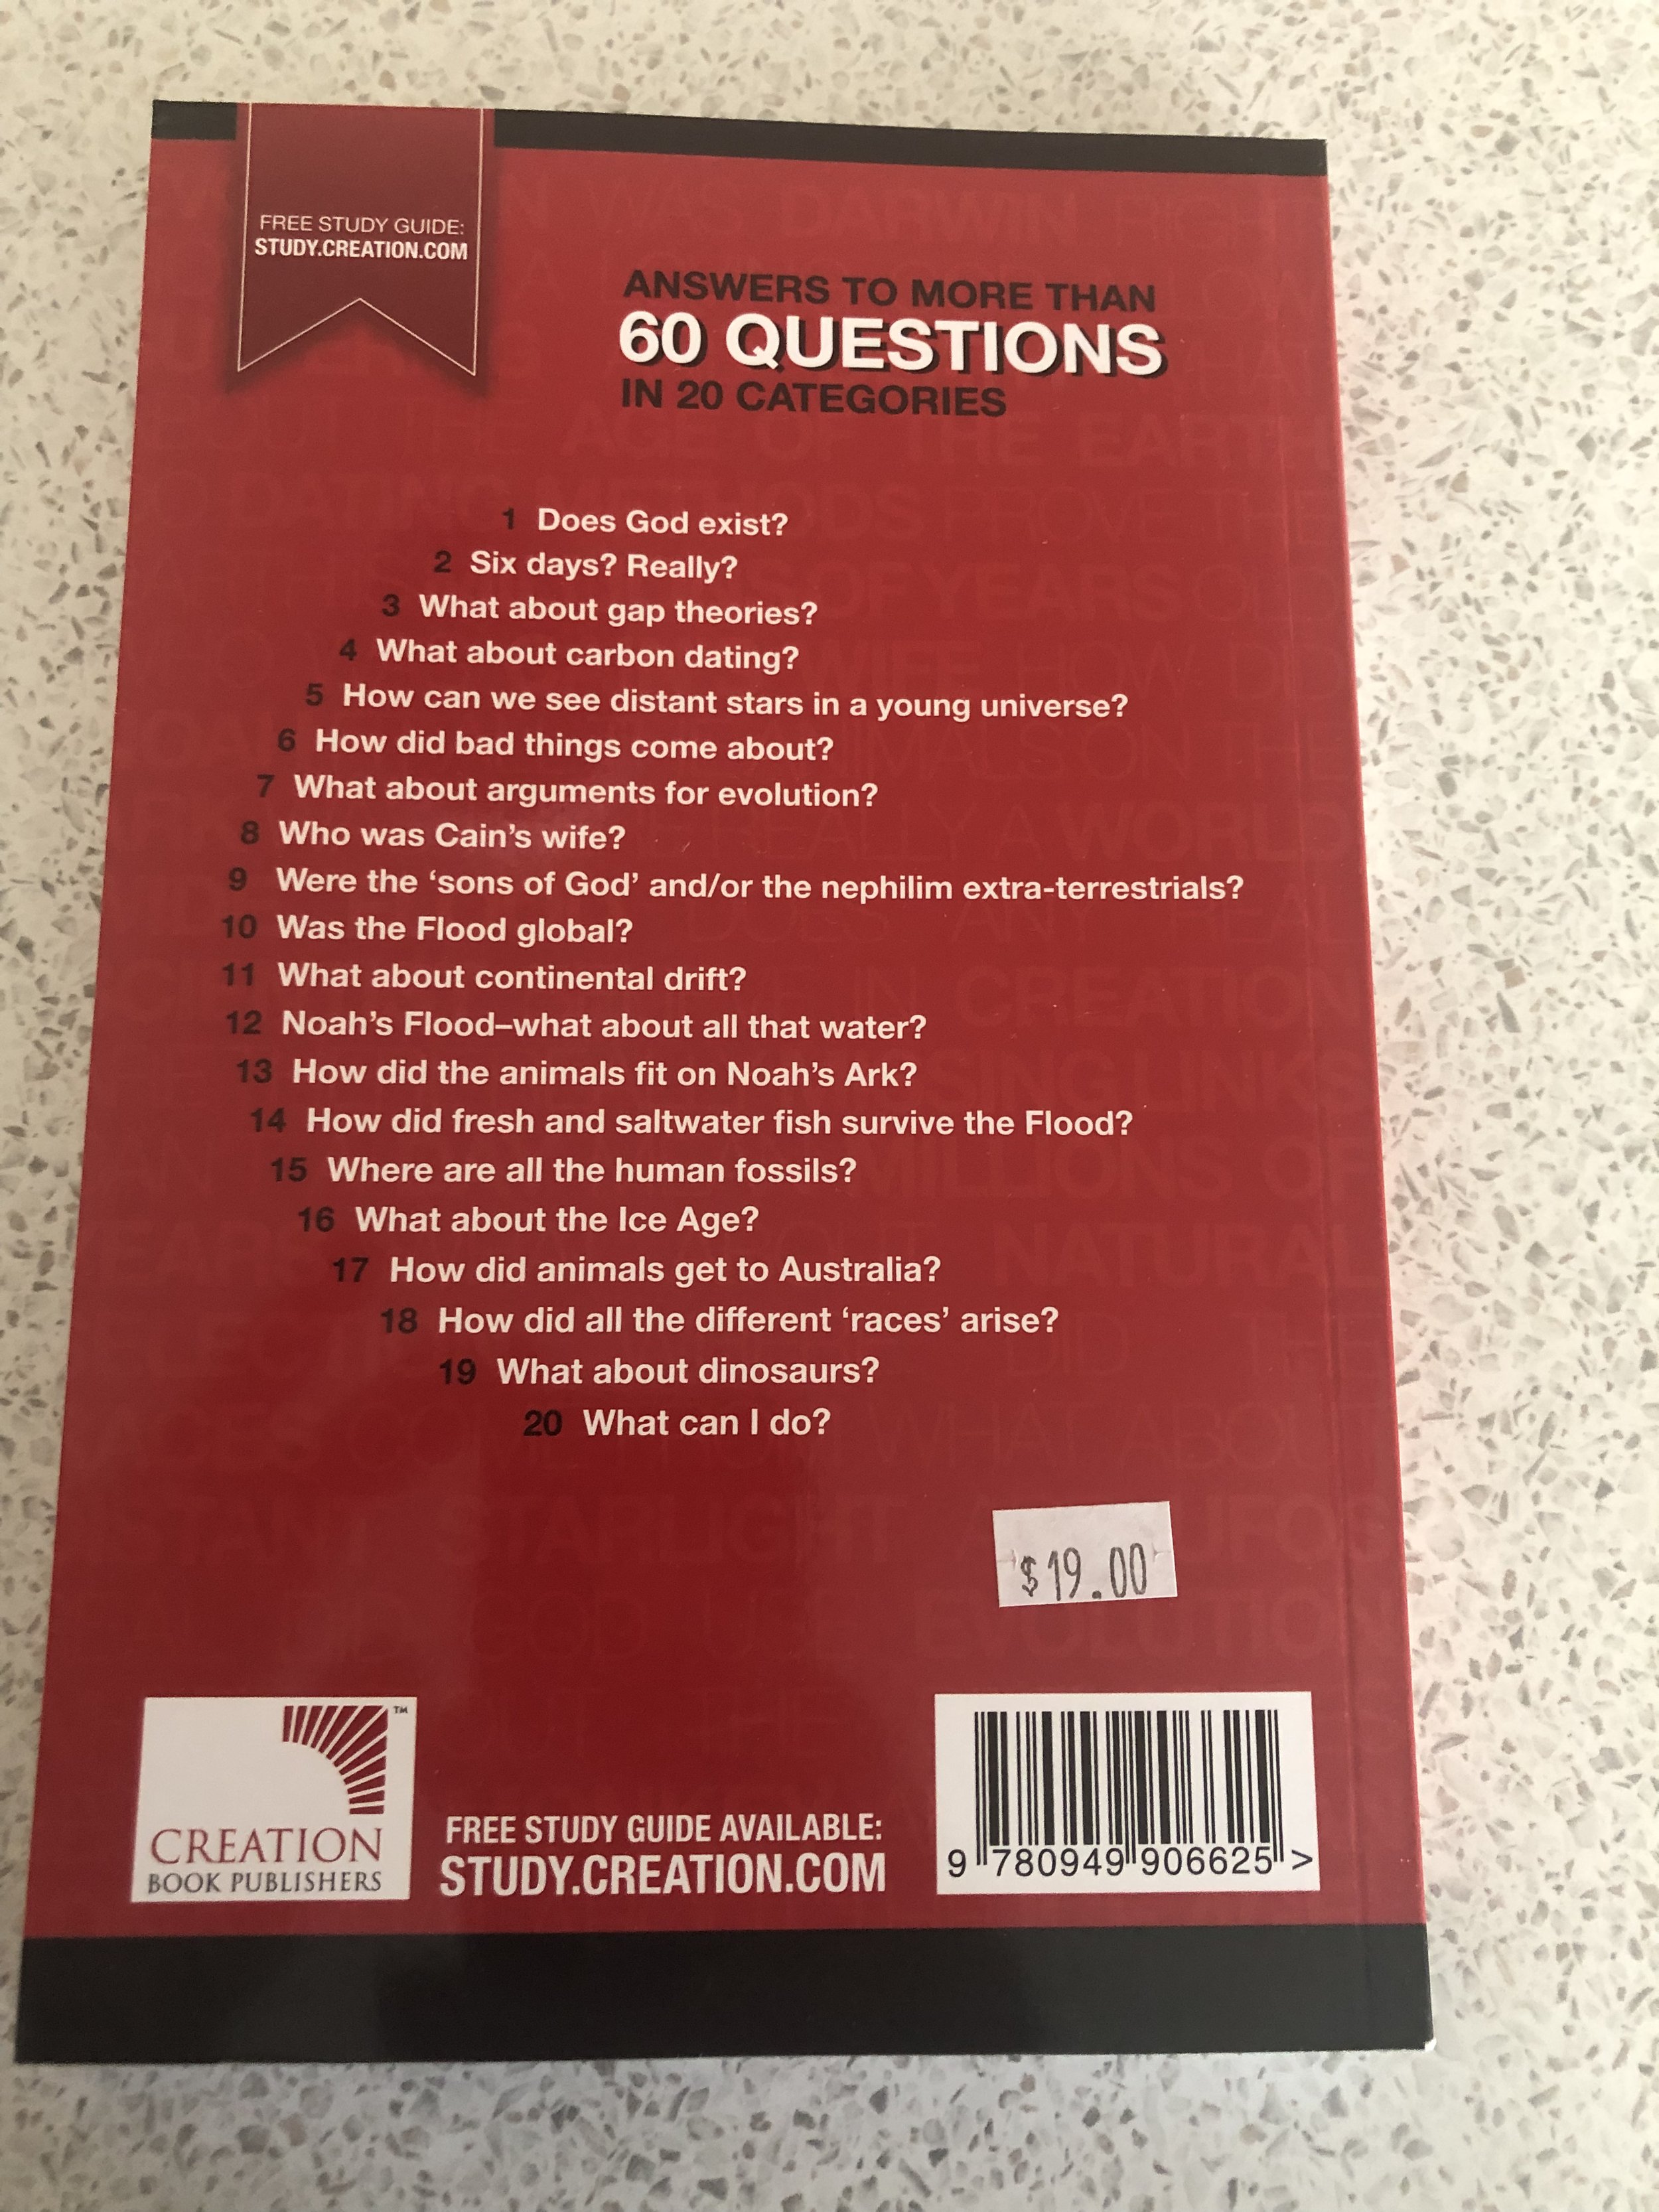 FREE STUDY GUIDE:
STUDY.CREATION.COM
ANSWERS TO MORE THAN
60 QUESTIONS
IN 20 CATEGORIES
1 Does God exist?
2 Six days? Really?
3 What about gap theories?
4 What about carbon dating?
5 How can we see distant stars in a young universe?
6 How did bad things come about?
7 What about arguments for evolution?
8 Who was Cain's wife?
9 Were the ‘sons of God’ and/or the nephilim extra-terrestrials?
10 Was the Flood global?
11 What about continental drift?
12 Noah’s Flood–what about all that water?
13 How did the animals fit on Noah’s Ark?
14 How did fresh and saltwater fish survive the Flood?
15 Where are all the human fossils?
16 What about the Ice Age?
17 How did animals get to Australia?
18 How did all the different ‘races’ arise?
19 What about dinosaurs?
20 What can I do?
$19.00
TM
CREATION
BOOK PUBLISHERS
FREE STUDY GUIDE AVAILABLE:
STUDY.CREATION.COM
9 780949 906625 >